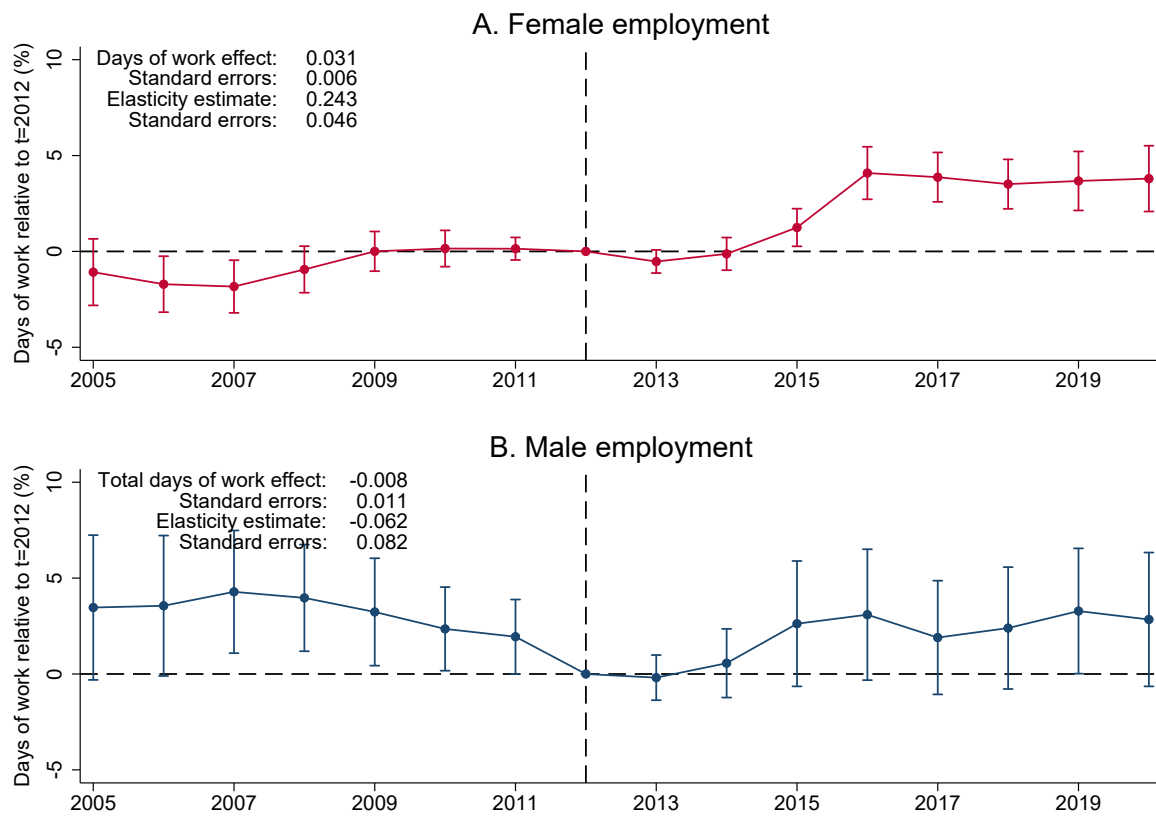 A. Female employment
Days of work effect: 0.031
Standard errors: 0.006
Elasticity estimate: 0.243
Standard errors: 0.046
Days of work relative to t=2012 (%)
10
5
0
-5
2005 2007 2009 2011 2013 2015 2017 2019
B. Male employment
Total days of work effect: -0.008
Standard errors: 0.011
Elasticity estimate: -0.062
Standard errors: 0.082
Days of work relative to t=2012 (%)
10
5
0
-5
2005 2007 2009 2011 2013 2015 2017 2019